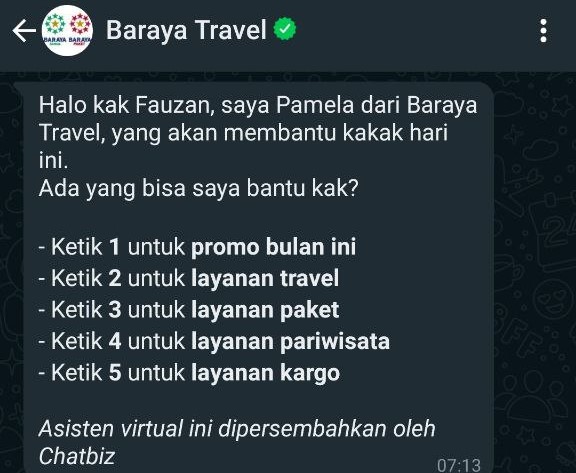 Baraya Travel
BARAYA BARAYA
Halo kak Fauzan, saya Pamela dari Baraya
Travel, yang akan membantu kakak hari
ini.
Ada yang bisa saya bantu kak?
- Ketik 1 untuk promo bulan ini
- Ketik 2 untuk layanan travel
- Ketik 3 untuk layanan paket
- Ketik 4 untuk layanan pariwisata
- Ketik 5 untuk layanan kargo
Asisten virtual ini dipersembahkan oleh
Chatbiz
07:13